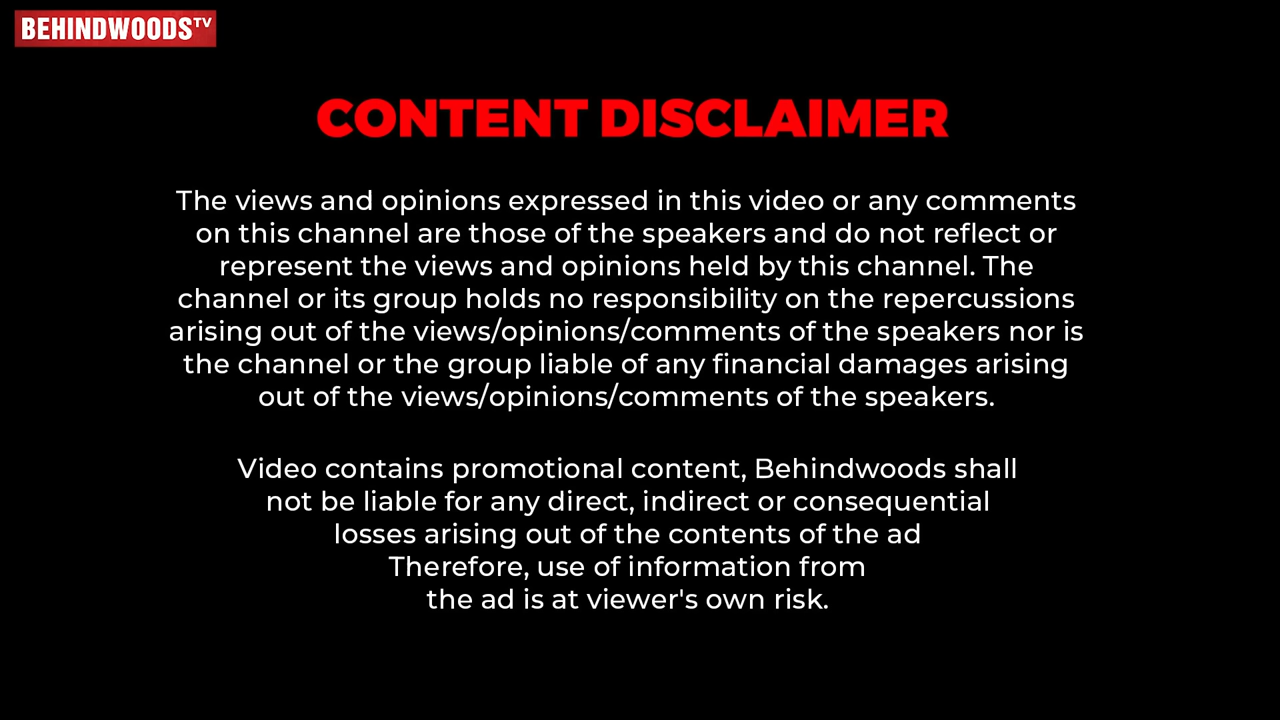 BEHINDWOODS TV
CONTENT DISCLAIMER
The views and opinions expressed in this video or any comments
on this channel are those of the speakers and do not reflect or
represent the views and opinions held by this channel. The
channel or its group holds no responsibility on the repercussions
arising out of the views/opinions/comments of the speakers nor is
the channel or the group liable of any financial damages arising
out of the views/opinions/comments of the speakers.
Video contains promotional content, Behindwoods shall
not be liable for any direct, indirect or consequential
losses arising out of the contents of the ad
Therefore, use of information from
the ad is at viewer's own risk.